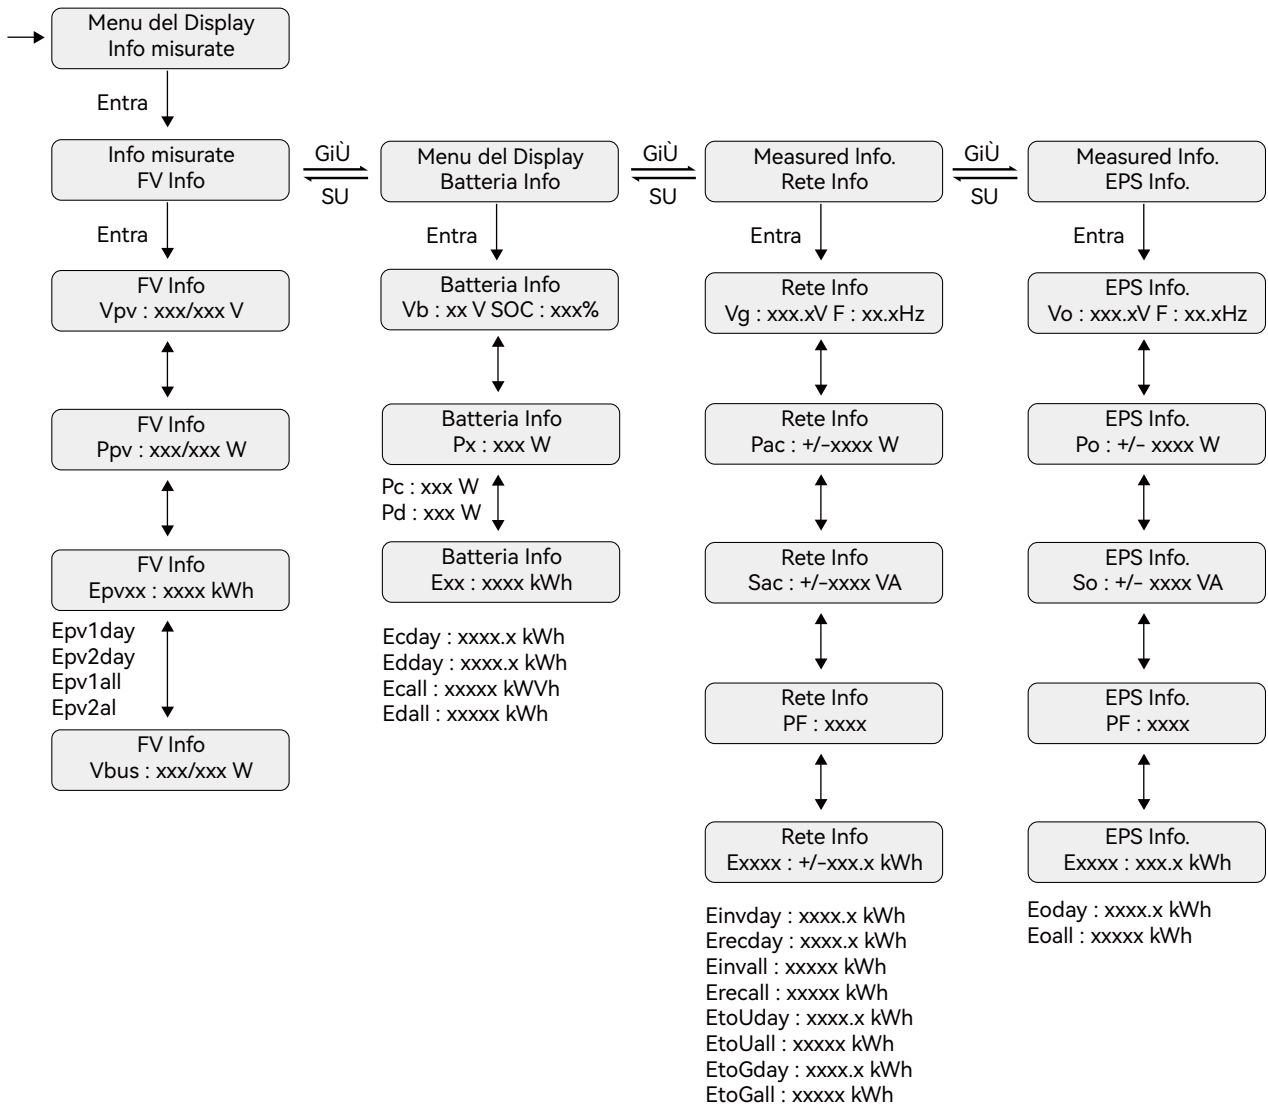 Menu del Display
Info misurate
Entra
Info misurate
FV Info
GiÙ
SU
Menu del Display
Batteria Info
GiÙ
SU
Measured Info.
Rete Info
GiÙ
SU
Measured Info.
EPS Info.
Entra
FV Info
Vpv : xxx/xxx V
FV Info
Ppv : xxx/xxx W
FV Info
Epvxx : xxxx kWh
Epv1day
Epv2day
Epv1all
Epv2al
FV Info
Vbus : xxx/xxx W
Entra
Batteria Info
Vb : xx V SOC : xxx%
Batteria Info
Px : xxx W
Pc : xxx W
Pd : xxx W
Batteria Info
Exx : xxxx kWh
Ecday : xxxx.x kWh
Edday : xxxx.x kWh
Ecall : xxxxx kWVh
Edall : xxxxx kWh
Entra
Rete Info
Vg : xxx.xV F : xx.xHz
Rete Info
Pac : +/-xxxx W
Rete Info
Sac : +/-xxxx VA
Rete Info
PF : xxxx
Rete Info
Exxxx : +/-xxx.x kWh
Einvday : xxxx.x kWh
Erecday : xxxx.x kWh
Einvall : xxxxx kWh
Erecall : xxxxx kWh
EtoUday : xxxx.x kWh
EtoUall : xxxxx kWh
EtoGday : xxxx.x kWh
EtoGall : xxxxx kWh
Entra
EPS Info.
Vo : xxx.xV F : xx.xHz
EPS Info.
Po : +/- xxxx W
EPS Info.
So : +/- xxxx VA
EPS Info.
PF : xxxx
EPS Info.
Exxxx : xxx.x kWh
Eoday : xxxx.x kWh
Eoall : xxxxx kWh